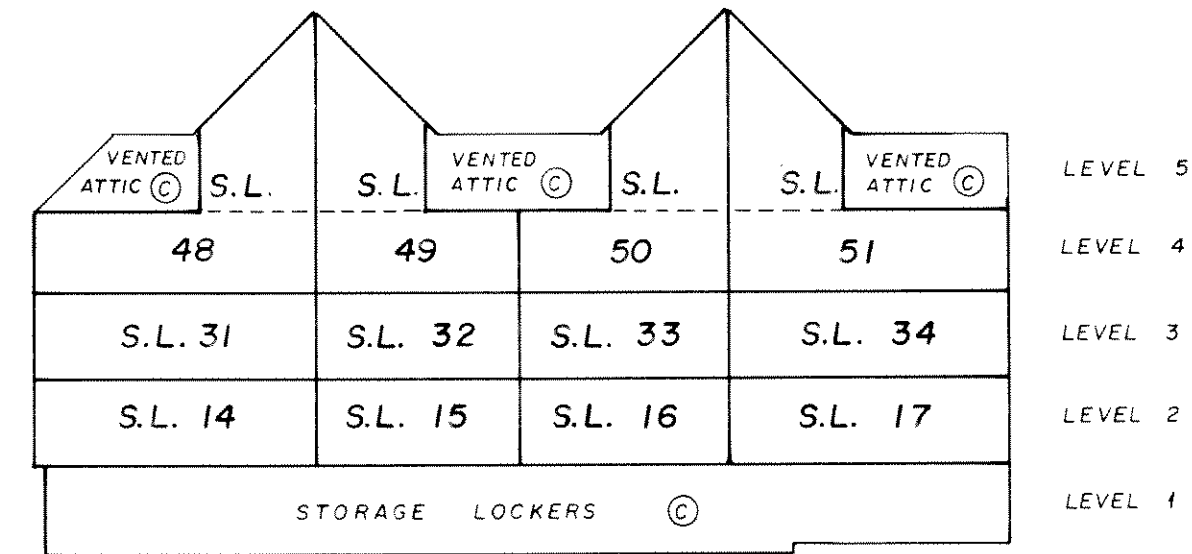 VENTED ATTIC Ⓒ S.L. S.L. VENTED ATTIC Ⓒ S.L. S.L. VENTED ATTIC Ⓒ LEVEL 5
48 49 50 51 LEVEL 4
S.L. 31 S.L. 32 S.L. 33 S.L. 34 LEVEL 3
S.L. 14 S.L. 15 S.L. 16 S.L. 17 LEVEL 2
STORAGE LOCKERS Ⓒ LEVEL 1